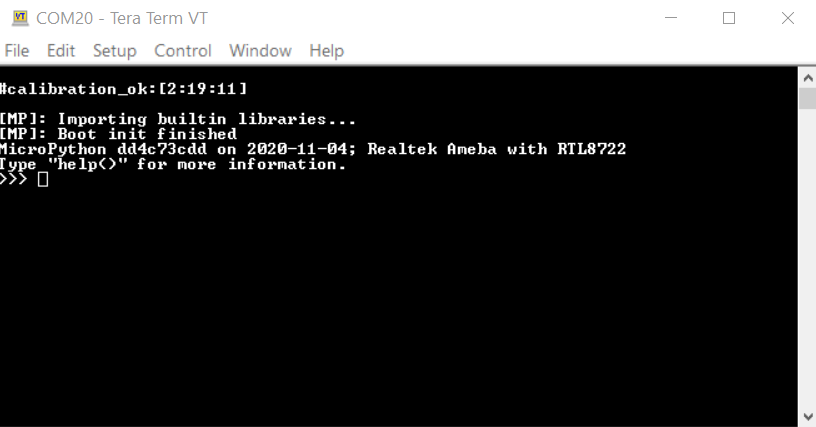 COM20 - Tera Term VT
File Edit Setup Control Window Help
#calibration_ok:[2:19:11]
[MP]: Importing builtin libraries...
[MP]: Boot init finished
MicroPython dd4c73cdd on 2020-11-04; Realtek Ameba with RTL8722
Type "help()" for more information.
>>>